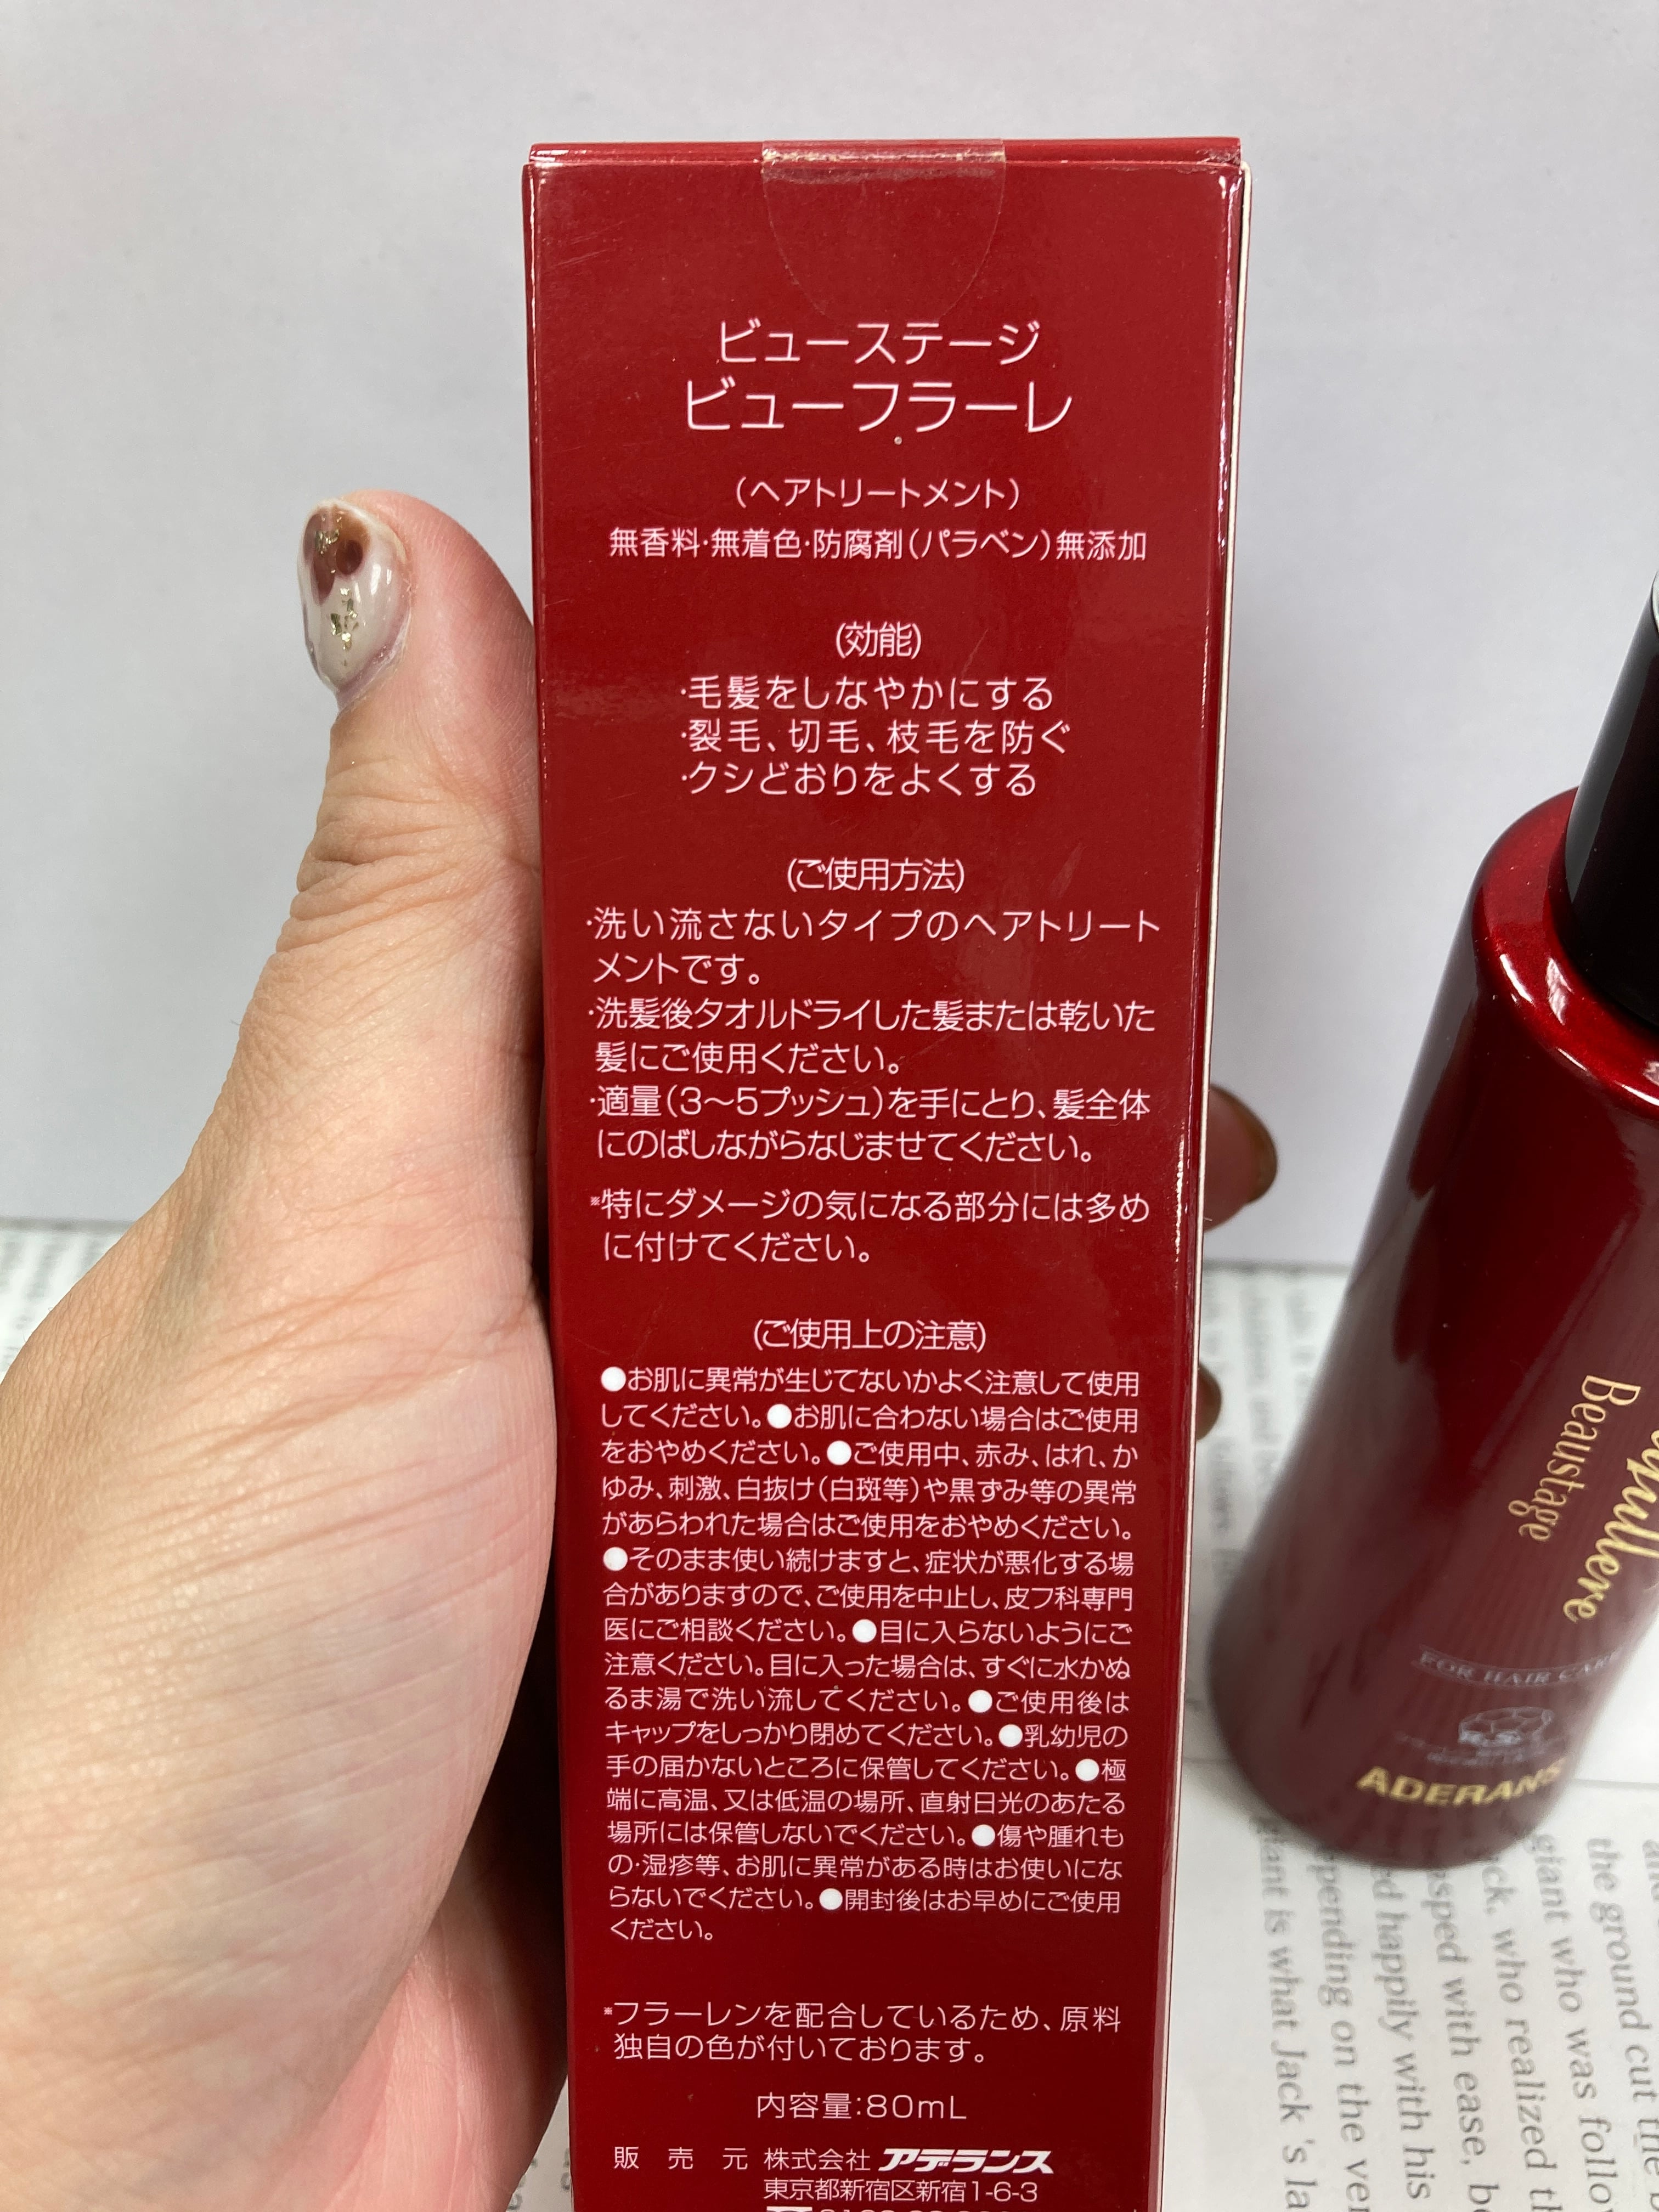 ビューステージ
ビューフラーレ
(ヘアトリートメント)
無香料·無着色·防腐剤(パラベン)無添加
(効能)
·毛髪をしなやかにする
·裂毛、切毛、枝毛を防ぐ
·クシどおりをよくする
(ご使用方法)
·洗い流さないタイプのヘアトリート
メントです。
·洗髪後タオルドライした髪または乾いた
髪にご使用ください。
·適量(3〜5プッシュ)を手にとり、髪全体
にのばしながらなじませてください。
※特にダメージの気になる部分には多め
に付けてください。
(ご使用上の注意)
●お肌に異常が生じてないかよく注意して使用
してください。●お肌に合わない場合はご使用
をおやめください。●ご使用中、赤み、はれ、か
ゆみ、刺激、白抜け(白斑等)や黒ずみ等の異常
があらわれた場合はご使用をおやめください。
●そのまま使い続けますと、症状が悪化する場
合がありますので、ご使用を中止し、皮フ科専門
医にご相談ください。●目に入らないようにご
注意ください。目に入った場合は、すぐに水かぬ
るま湯で洗い流してください。●ご使用後は
キャップをしっかり閉めてください。●乳幼児の
手の届かないところに保管してください。●極
端に高温、又は低温の場所、直射日光のあたる
場所には保管しないでください。●傷や腫れも
の·湿疹等、お肌に異常がある時はお使いにな
らないでください。●開封後はお早めにご使用
ください。
※フラーレンを配合しているため、原料
独自の色が付いております。
内容量:80mL
販売元 株式会社アデランス
東京都新宿区新宿1-6-3
Beaustage
FOR HAIR CARE
ADERANS
the ground cut the
giant who was follo
ck, who realized th
sped with ease, be
ed happily with his
pending on the ver
giant is what Jack 's la